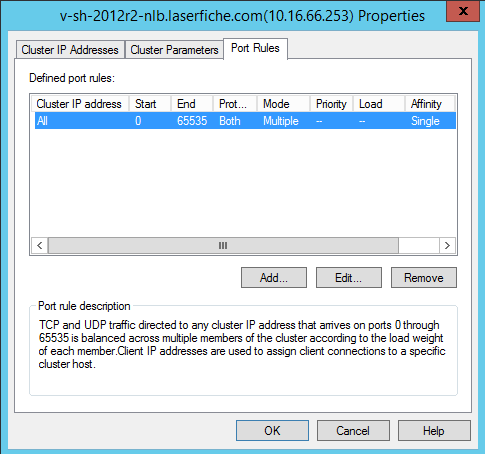 v-sh-2012r2-nlb.laserfiche.com(10.16.66.253) Properties
x
Cluster IP Addresses Cluster Parameters Port Rules
Defined port rules:
Cluster IP address Start End Prot... Mode Priority Load Affinity
All 0 65535 Both Multiple -- -- Single
Add... Edit... Remove
Port rule description
TCP and UDP traffic directed to any cluster IP address that arrives on ports 0 through
65535 is balanced across multiple members of the cluster according to the load weight
of each member.Client IP addresses are used to assign client connections to a specific
cluster host.
OK Cancel Help